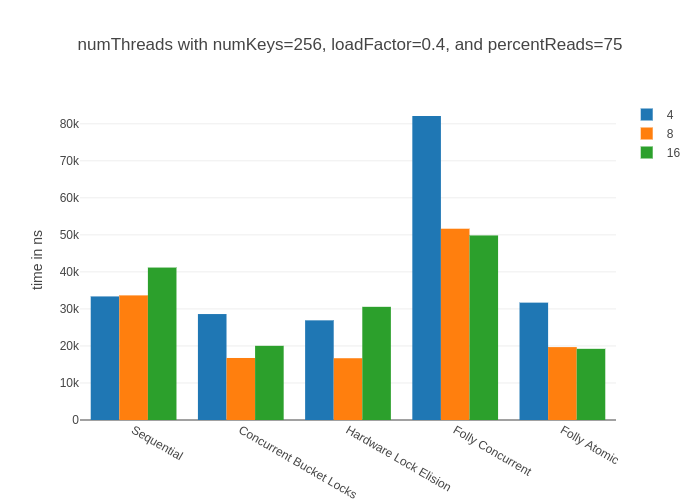 numThreads with numKeys=256, loadFactor=0.4, and percentReads=75
4
8
16
time in ns
80k
70k
60k
50k
40k
30k
20k
10k
0
Sequential
Concurrent Bucket Locks
Hardware Lock Elision
Folly Concurrent
Folly Atomic